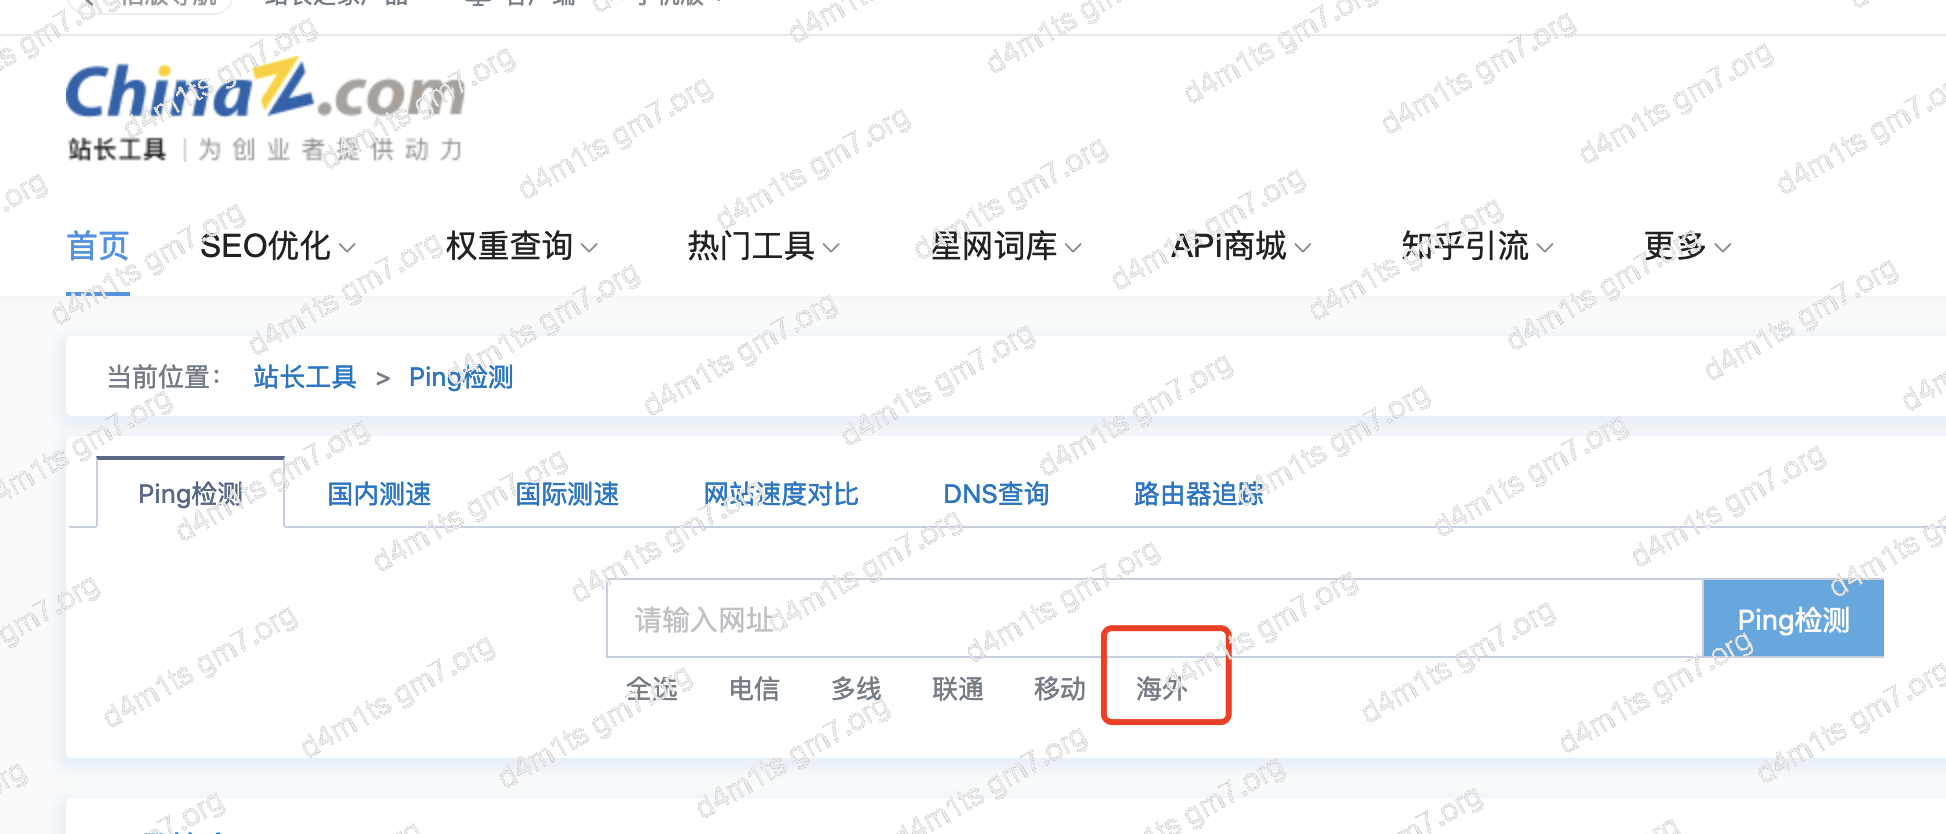 ChinaZ.com
站长工具 | 为创业者提供动力
首页 SEO优化 权重查询 热门工具 星网词库 API商城 知乎引流 更多
当前位置： 站长工具 > Ping检测
Ping检测 国内测速 国际测速 网站速度对比 DNS查询 路由器追踪
请输入网址 Ping检测
全选 电信 多线 联通 移动 海外
d4m1ts gm7.org